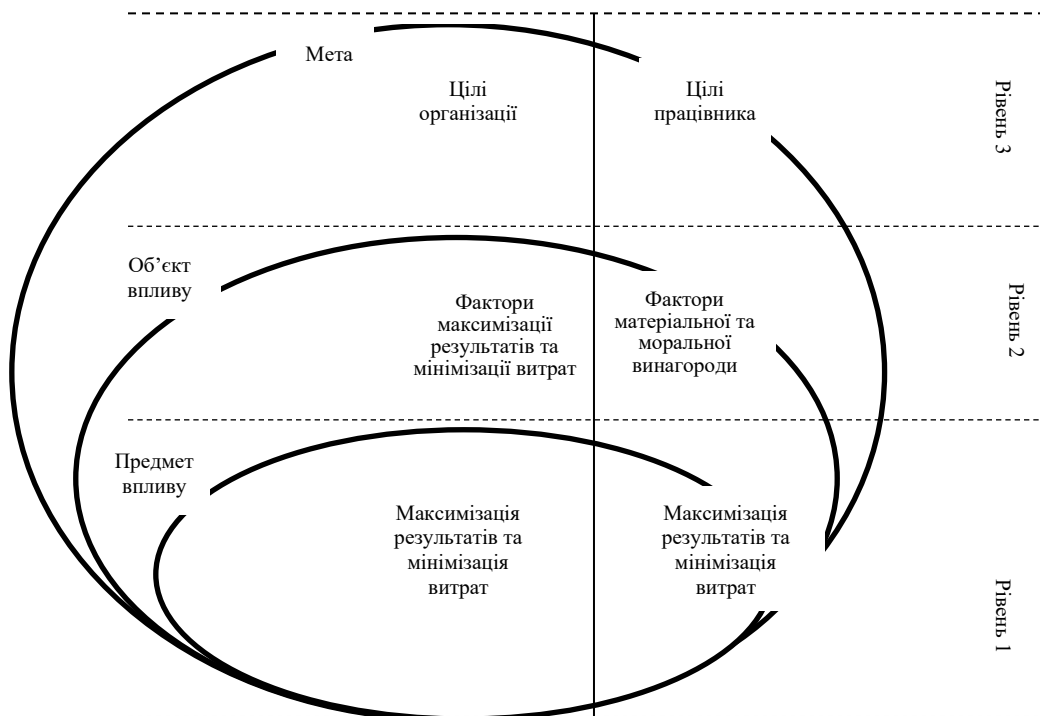 Мета
Цілі
організації
Цілі
працівника
Рівень 3
Об’єкт
впливу
Фактори
максимізації
результатів та
мінімізації витрат
Фактори
матеріальної та
моральної
винагороди
Рівень 2
Предмет
впливу
Максимізація
результатів та
мінімізація
витрат
Максимізація
результатів та
мінімізація
витрат
Рівень 1